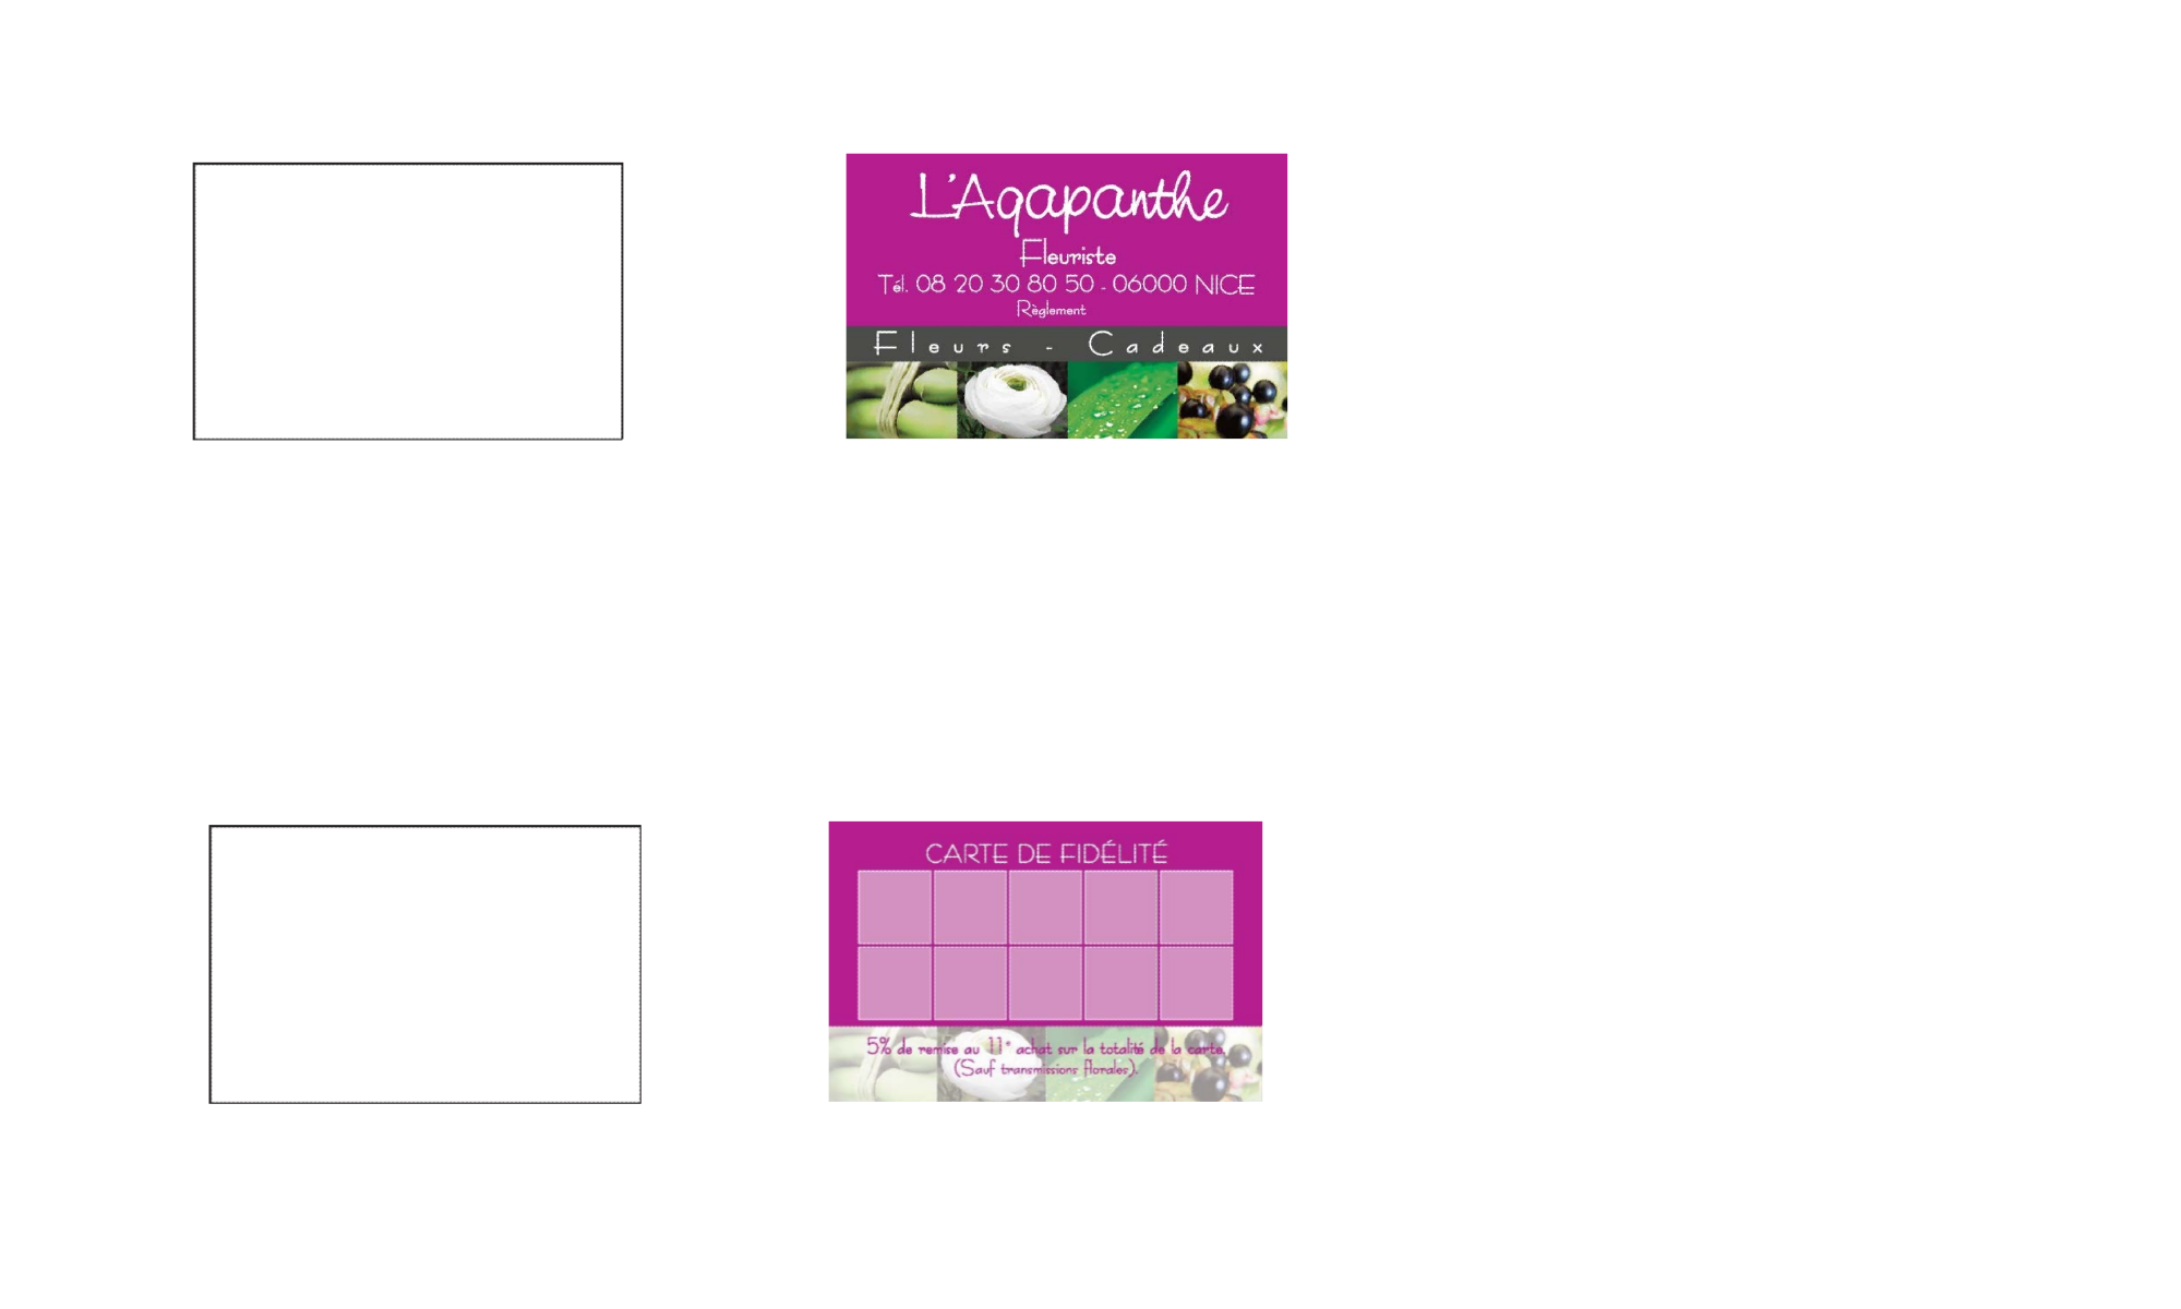 L'Agapanthe
Fleuriste
Tél. 08 20 30 80 50 - 06000 NICE
Règlement
Fleurs - Cadeaux
CARTE DE FIDÉLITÉ
5% de remise au 11e achat sur la totalité de la carte.
(Sauf transmissions florales).